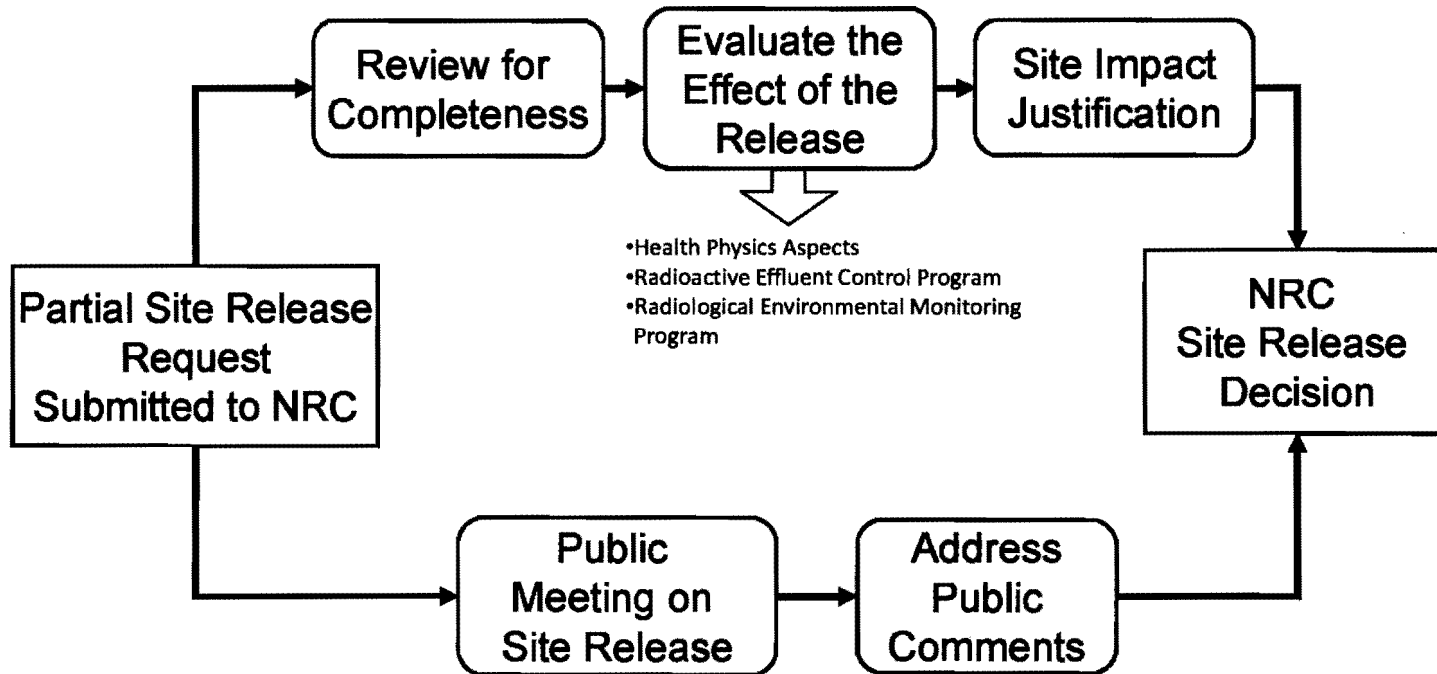 Review for
Completeness
Evaluate the
Effect of the
Release
Site Impact
Justification
•Health Physics Aspects
•Radioactive Effluent Control Program
•Radiological Environmental Monitoring
Program
Partial Site Release
Request
Submitted to NRC
NRC
Site Release
Decision
Public
Meeting on
Site Release
Address
Public
Comments